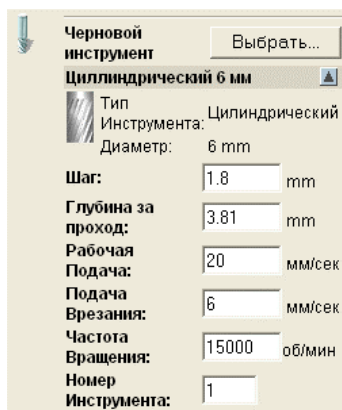 Черновой
инструмент
Выбрать...
Циллиндрический 6 мм
Тип
Инструмента:
Цилиндрический
Диаметр: 6 mm
Шаг: 1.8 mm
Глубина за
проход: 3.81 mm
Рабочая
Подача: 20 мм/сек
Подача
Врезания: 6 мм/сек
Частота
Вращения: 15000 об/мин
Номер
Инструмента: 1